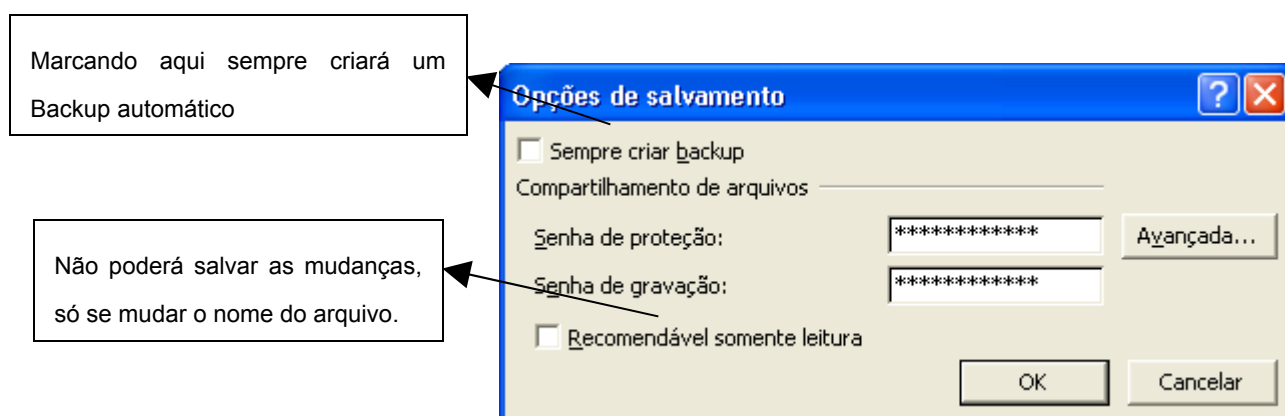 Marcando aqui sempre criará um
Backup automático
Opções de salvamento
Sempre criar backup
Compartilhamento de arquivos
Senha de proteção: ************ Avançada...
Não poderá salvar as mudanças,
só se mudar o nome do arquivo.
Senha de gravação: ************
Recomendável somente leitura
OK Cancelar